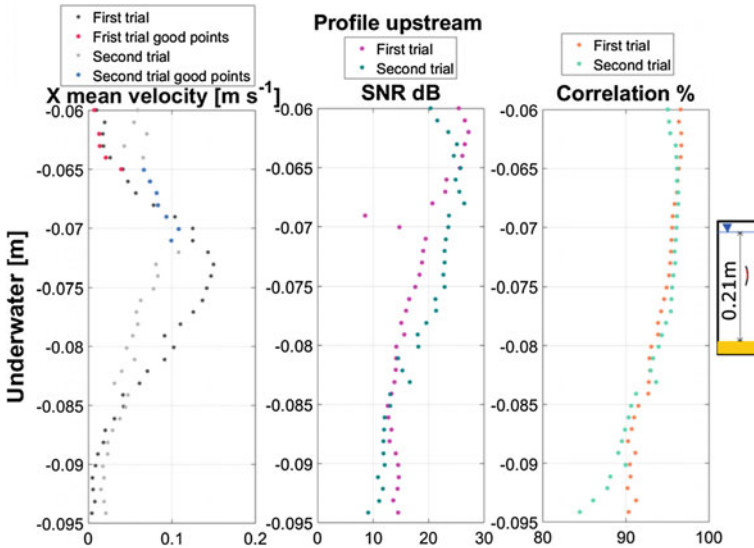 Profile upstream
First trial
Frist trial good points
Second trial
Second trial good points
First trial
Second trial
First trial
Second trial
X mean velocity [m s⁻¹]
SNR dB
Correlation %
Underwater [m]
-0.06
-0.065
-0.07
-0.075
-0.08
-0.085
-0.09
-0.095
0
0.1
0.2
-0.06
-0.065
-0.07
-0.075
-0.08
-0.085
-0.09
-0.095
0
10
20
30
-0.06
-0.065
-0.07
-0.075
-0.08
-0.085
-0.09
-0.095
80
90
100
0.21m